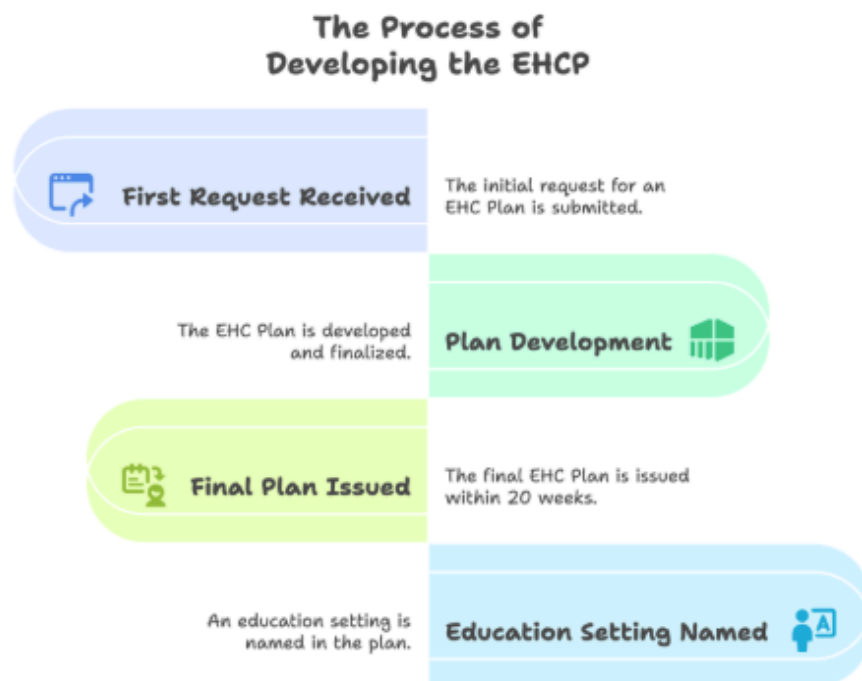 The Process of
Developing the EHCP
First Request Received
The initial request for an
EHC Plan is submitted.
The EHC Plan is developed
and finalized.
Plan Development
Final Plan Issued
The final EHC Plan is issued
within 20 weeks.
An education setting is
named in the plan.
Education Setting Named
A